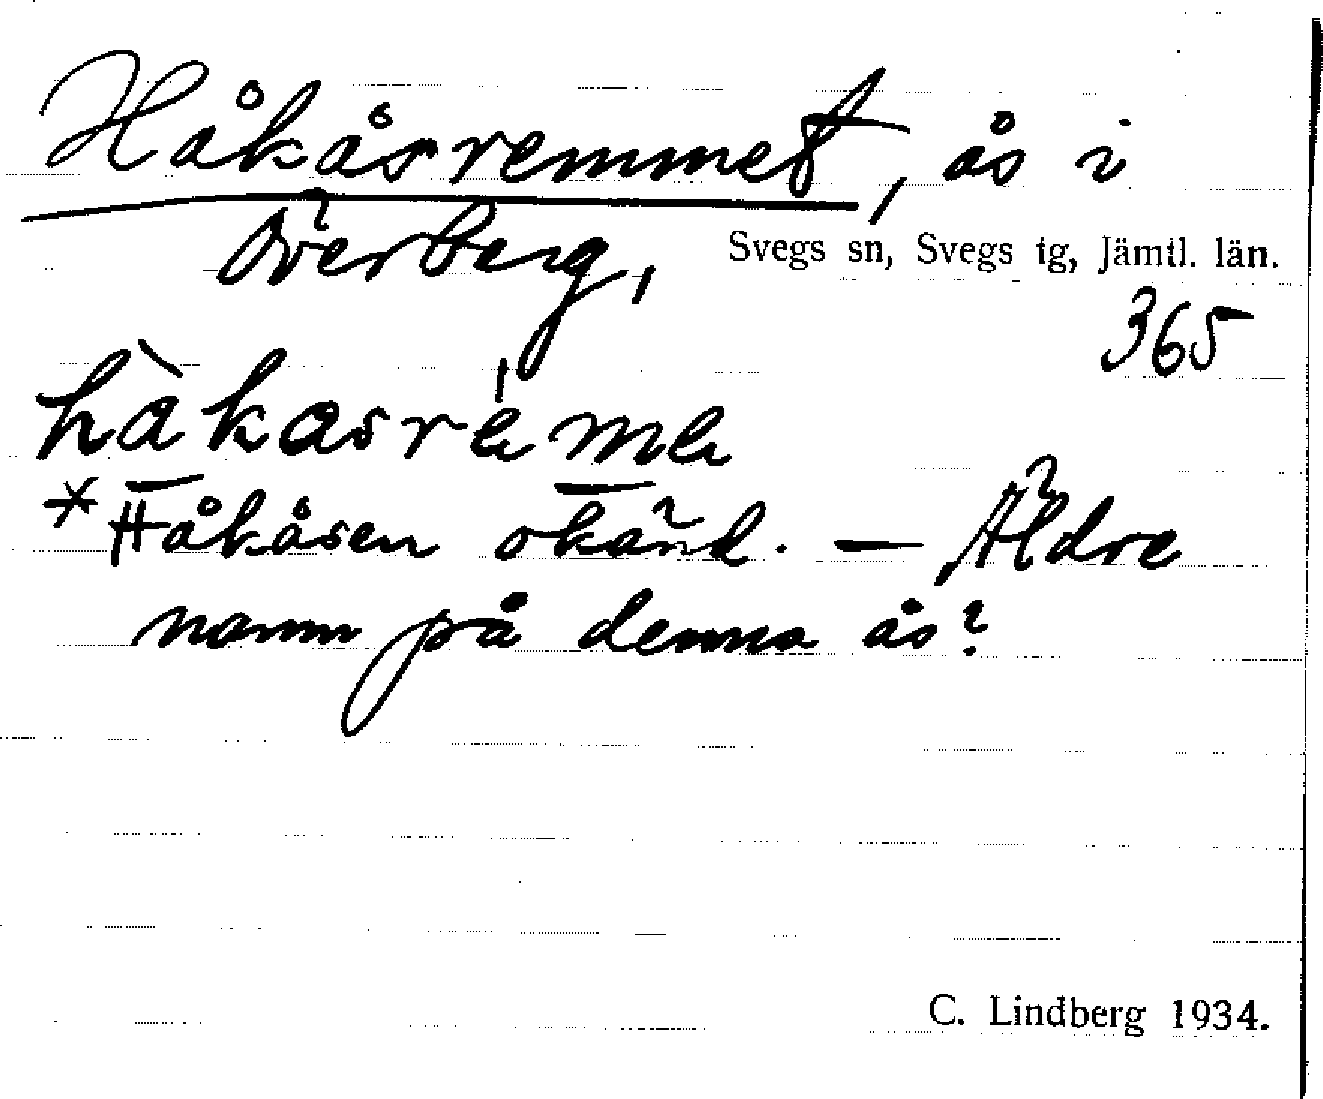 Håkåsremmet, ås i
Överberg, Svegs sn, Svegs tg, Jämtl. län.
365
hàkasrèmɐ
* Håkåsen okänd. — Äldre
namn på denna ås?
C. Lindberg 1934.